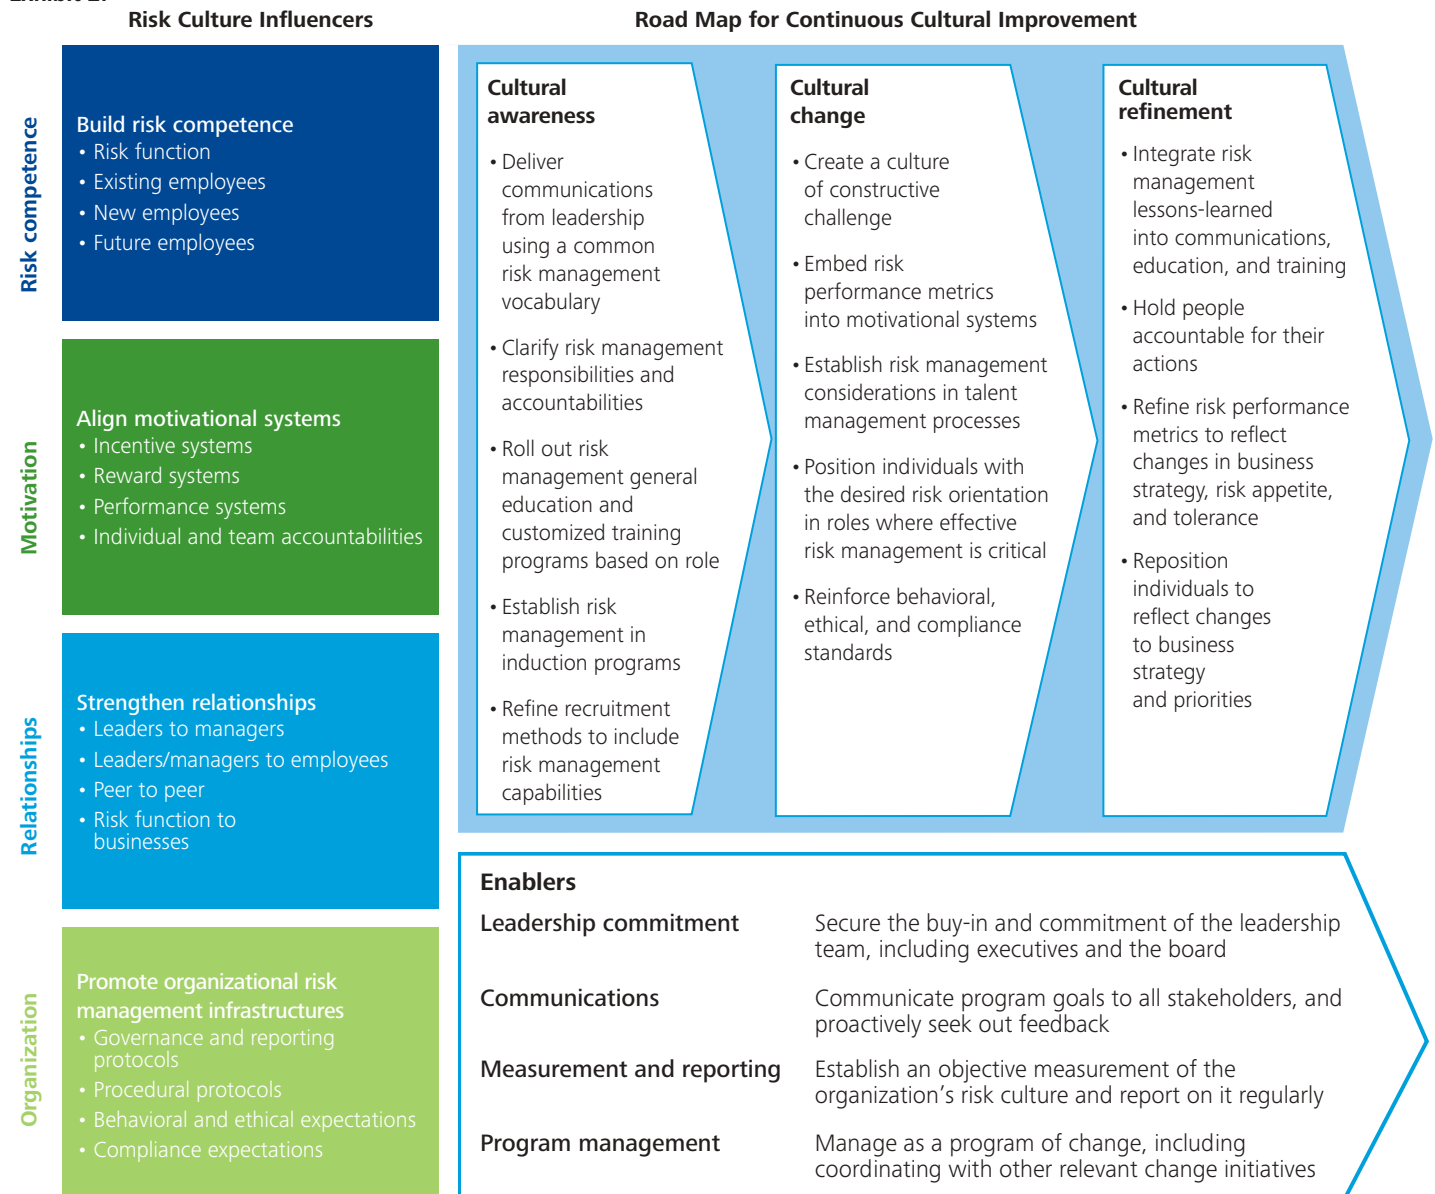 Risk Culture Influencers
Risk competence
Build risk competence
• Risk function
• Existing employees
• New employees
• Future employees
Motivation
Align motivational systems
• Incentive systems
• Reward systems
• Performance systems
• Individual and team accountabilities
Relationships
Strengthen relationships
• Leaders to managers
• Leaders/managers to employees
• Peer to peer
• Risk function to
businesses
Organization
Promote organizational risk
management infrastructures
• Governance and reporting
protocols
• Procedural protocols
• Behavioral and ethical expectations
• Compliance expectations
Road Map for Continuous Cultural Improvement
Cultural
awareness
• Deliver
communications
from leadership
using a common
risk management
vocabulary
• Clarify risk management
responsibilities and
accountabilities
• Roll out risk
management general
education and
customized training
programs based on role
• Establish risk
management in
induction programs
• Refine recruitment
methods to include
risk management
capabilities
Cultural
change
• Create a culture
of constructive
challenge
• Embed risk
performance metrics
into motivational systems
• Establish risk management
considerations in talent
management processes
• Position individuals with
the desired risk orientation
in roles where effective
risk management is critical
• Reinforce behavioral,
ethical, and compliance
standards
Cultural
refinement
• Integrate risk
management
lessons-learned
into communications,
education, and training
• Hold people
accountable for their
actions
• Refine risk performance
metrics to reflect
changes in business
strategy, risk appetite,
and tolerance
• Reposition
individuals to
reflect changes
to business
strategy
and priorities
Enablers
Leadership commitment
Secure the buy-in and commitment of the leadership
team, including executives and the board
Communications
Communicate program goals to all stakeholders, and
proactively seek out feedback
Measurement and reporting
Establish an objective measurement of the
organization's risk culture and report on it regularly
Program management
Manage as a program of change, including
coordinating with other relevant change initiatives